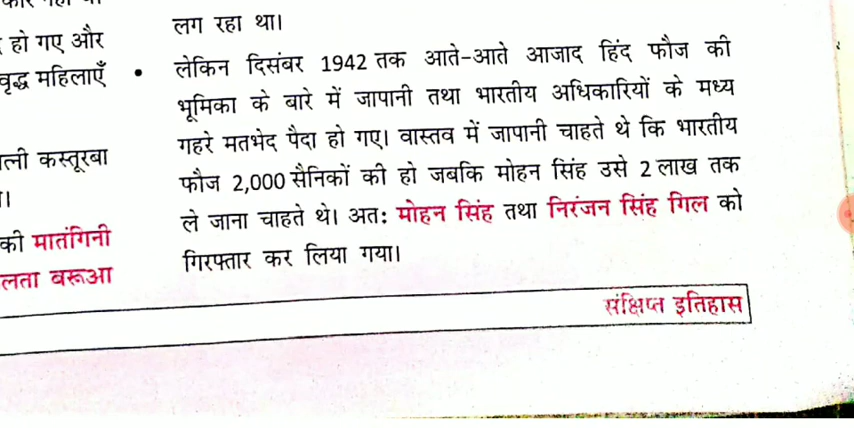 हो गए और
वृद्ध महिलाएँ
कस्तूरबा
की मातंगिनी
बरूआ
लग रहा था।
• लेकिन दिसंबर 1942 तक आते-आते आजाद हिंद फौज की
भूमिका के बारे में जापानी तथा भारतीय अधिकारियों के मध्य
गहरे मतभेद पैदा हो गए। वास्तव में जापानी चाहते थे कि भारतीय
फौज 2,000 सैनिकों की हो जबकि मोहन सिंह उसे 2 लाख तक
ले जाना चाहते थे। अत: मोहन सिंह तथा निरंजन सिंह गिल को
गिरफ्तार कर लिया गया।
संक्षिप्त इतिहास